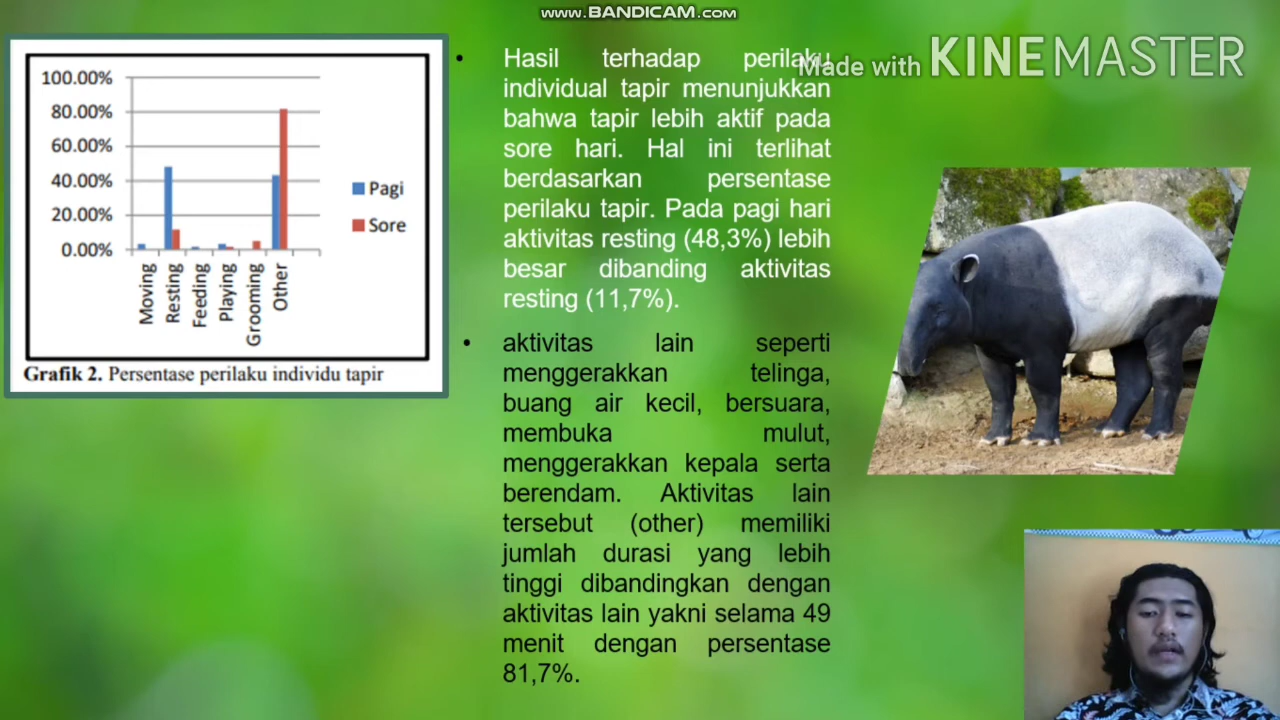 www.BANDICAM.com
Made with KINEMASTER
100.00%
80.00%
60.00%
40.00%
20.00%
0.00%
Moving
Resting
Feeding
Playing
Grooming
Other
Pagi
Sore
Grafik 2. Persentase perilaku individu tapir
• Hasil terhadap perilaku
individual tapir menunjukkan
bahwa tapir lebih aktif pada
sore hari. Hal ini terlihat
berdasarkan persentase
perilaku tapir. Pada pagi hari
aktivitas resting (48,3%) lebih
besar dibanding aktivitas
resting (11,7%).
• aktivitas lain seperti
menggerakkan telinga,
buang air kecil, bersuara,
membuka mulut,
menggerakkan kepala serta
berendam. Aktivitas lain
tersebut (other) memiliki
jumlah durasi yang lebih
tinggi dibandingkan dengan
aktivitas lain yakni selama 49
menit dengan persentase
81,7%.